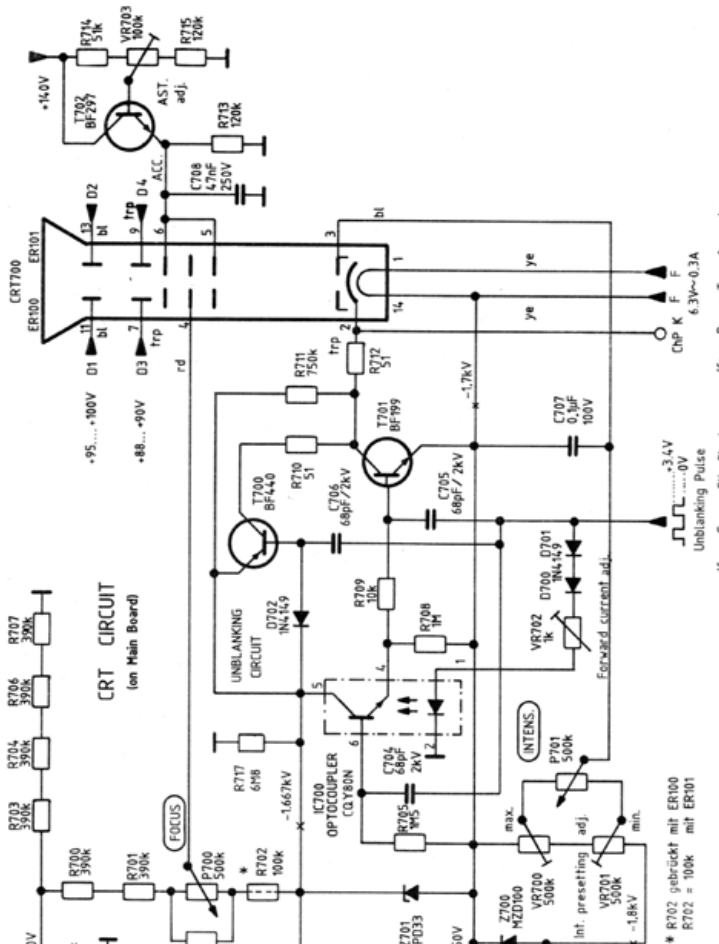 +140V
R714
51k
VR703
100k
R715
120k
T702
BF297
AST.
adj.
R713
120k
ACC.
C708
47nF
250V
CRT700
ER100
ER101
D1
11
bl
13
D2
bl
D3
7
trp
9
trp
D4
+95....+100V
+88...+90V
4
6
5
rd
3
bl
2
trp
14
1
ye
ye
ChP K
F
F
6.3V~0.3A
R711
750k
R712
51
R710
51
T700
BF440
T701
BF199
C706
68pF/2kV
C705
68pF/2kV
C707
0,1µF
100V
-1.7kV
+3.4V
0V
Unblanking Pulse
R707
390k
R706
390k
R704
390k
R703
390k
CRT CIRCUIT
(on Main Board)
UNBLANKING
CIRCUIT
D702
1N4149
R709
10k
R708
1M
D700
D701
1N4149
VR702
1k
Forward current adj.
R717
6M8
-1.667kV
IC700
OPTOCOUPLER
CQY80N
5
4
6
1
2
C704
68pF
2kV
R705
1M5
R700
390k
R701
390k
FOCUS
P700
500k
*
R702
100k
INTENS.
P701
500k
max.
min.
Z700
MZD100
VR700
500k
Int. presetting adj.
VR701
500k
-1,8kV
* R702 gebrückt mit ER100
R702 = 100k mit ER101